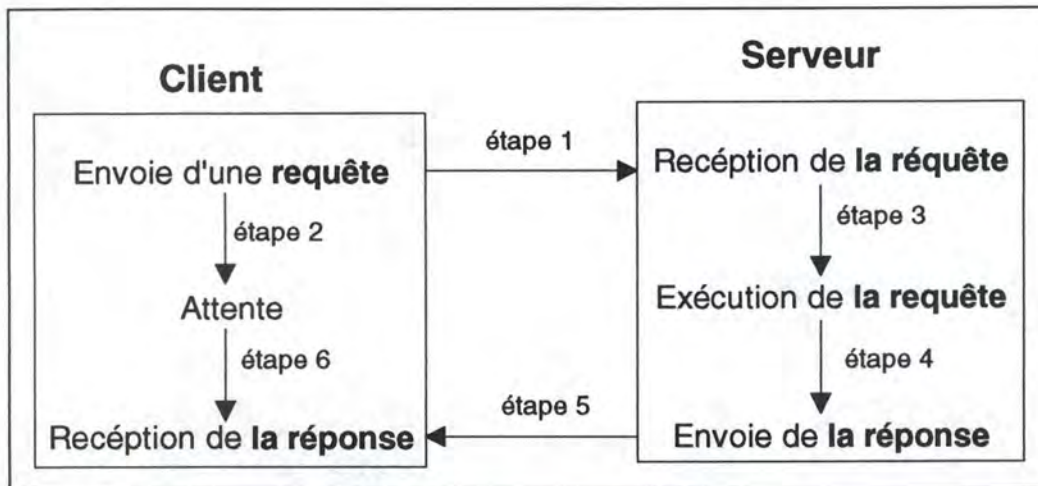 Client
Serveur
Envoie d'une requête
étape 1
Recéption de la réquête
étape 2
étape 3
Attente
Exécution de la requête
étape 6
étape 4
étape 5
Recéption de la réponse
Envoie de la réponse